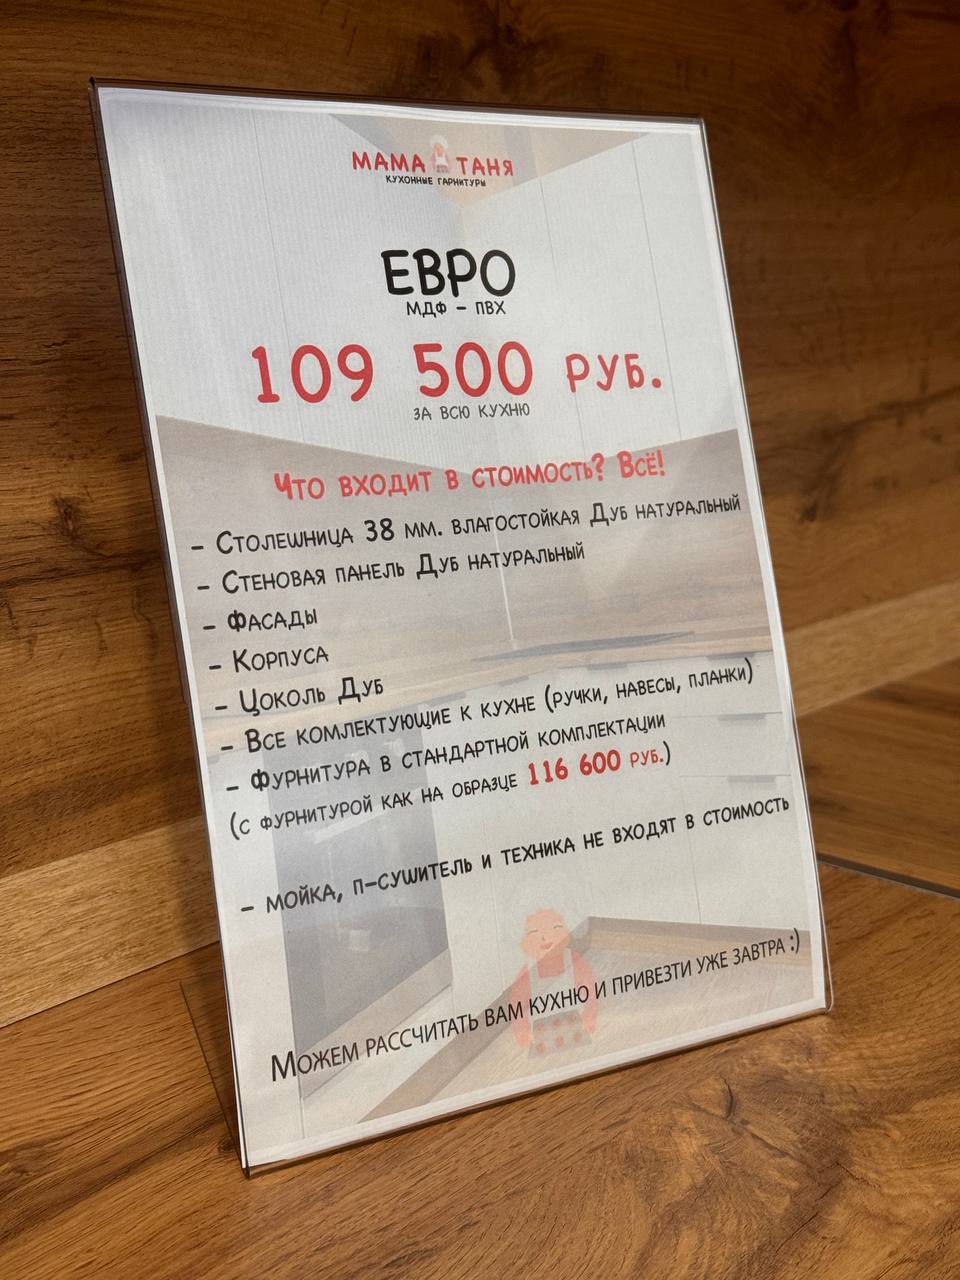 МАМА ТАНЯ
КУХОННЫЕ ГАРНИТУРЫ
ЕВРО
МДФ – ПВХ
109 500 РУБ.
ЗА ВСЮ КУХНЮ
Что входит в стоимость? Всё!
– Столешница 38 мм. влагостойкая Дуб натуральный
– Стеновая панель Дуб натуральный
– Фасады
– Корпуса
– Цоколь Дуб
– Все комлектующие к кухне (ручки, навесы, планки)
– Фурнитура в стандартной комплектации
(с фурнитурой как на образце 116 600 руб.)
– мойка, п-сушитель и техника не входят в стоимость
Можем рассчитать вам кухню и привезти уже завтра :)